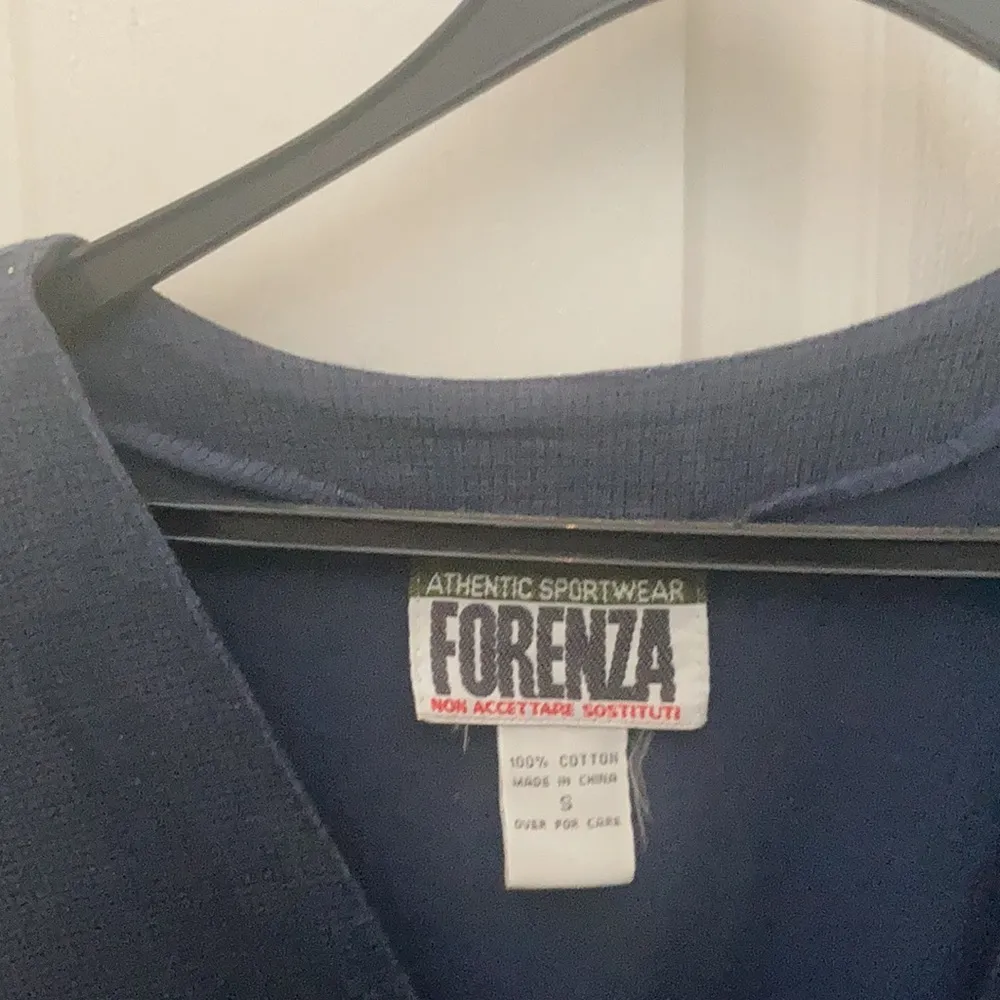 ATHENTIC SPORTWEAR
FORENZA
NON ACCETTARE SOSTITUTI
100% COTTON
MADE IN CHINA
S
OVER FOR CARE